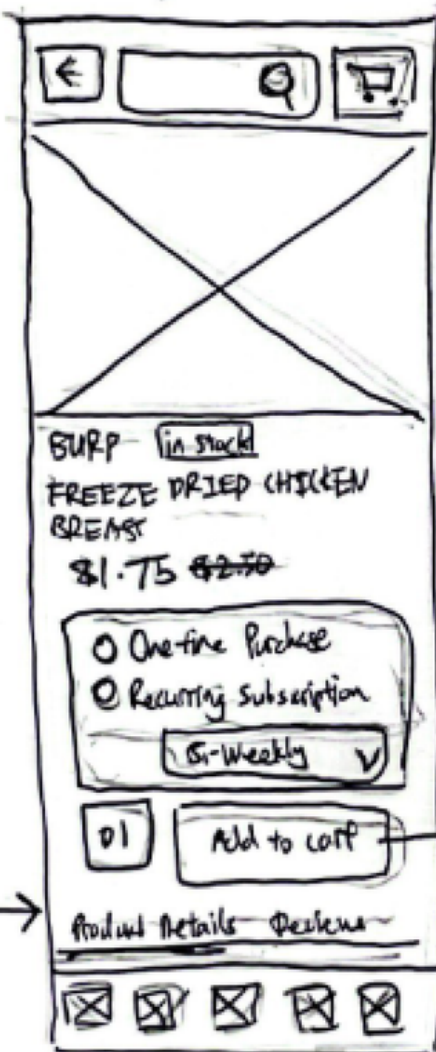 BURP in stock
FREEZE DRIED CHICKEN
BREAST
$1.75 $2.50
One-time Purchase
Recurring Subscription
Bi-Weekly
01 Add to cart
Product Details Reviews